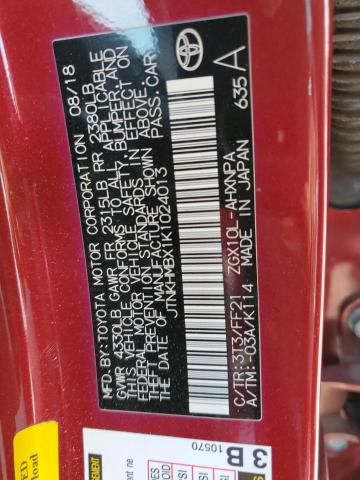 MFD BY:TOYOTA MOTOR CORPORATION 08/18
GVWR 4330LB GAWR FR 2315LB RR 2380LB
THIS VEHICLE CONFORMS TO ALL APPLICABLE
FEDERAL MOTOR VEHICLE SAFETY, BUMPER, AND
THEFT PREVENTION STANDARDS IN EFFECT
ON THE DATE OF MANUFACTURE SHOWN ABOVE.
JTNKHMBX1K1024013 PASS.CAR
C/TR:3T3/FF21 ZGX10L-AHXNPA
A/TM:-03A/K114 MADE IN JAPAN 635 A
TOYOTA
3 B
10570